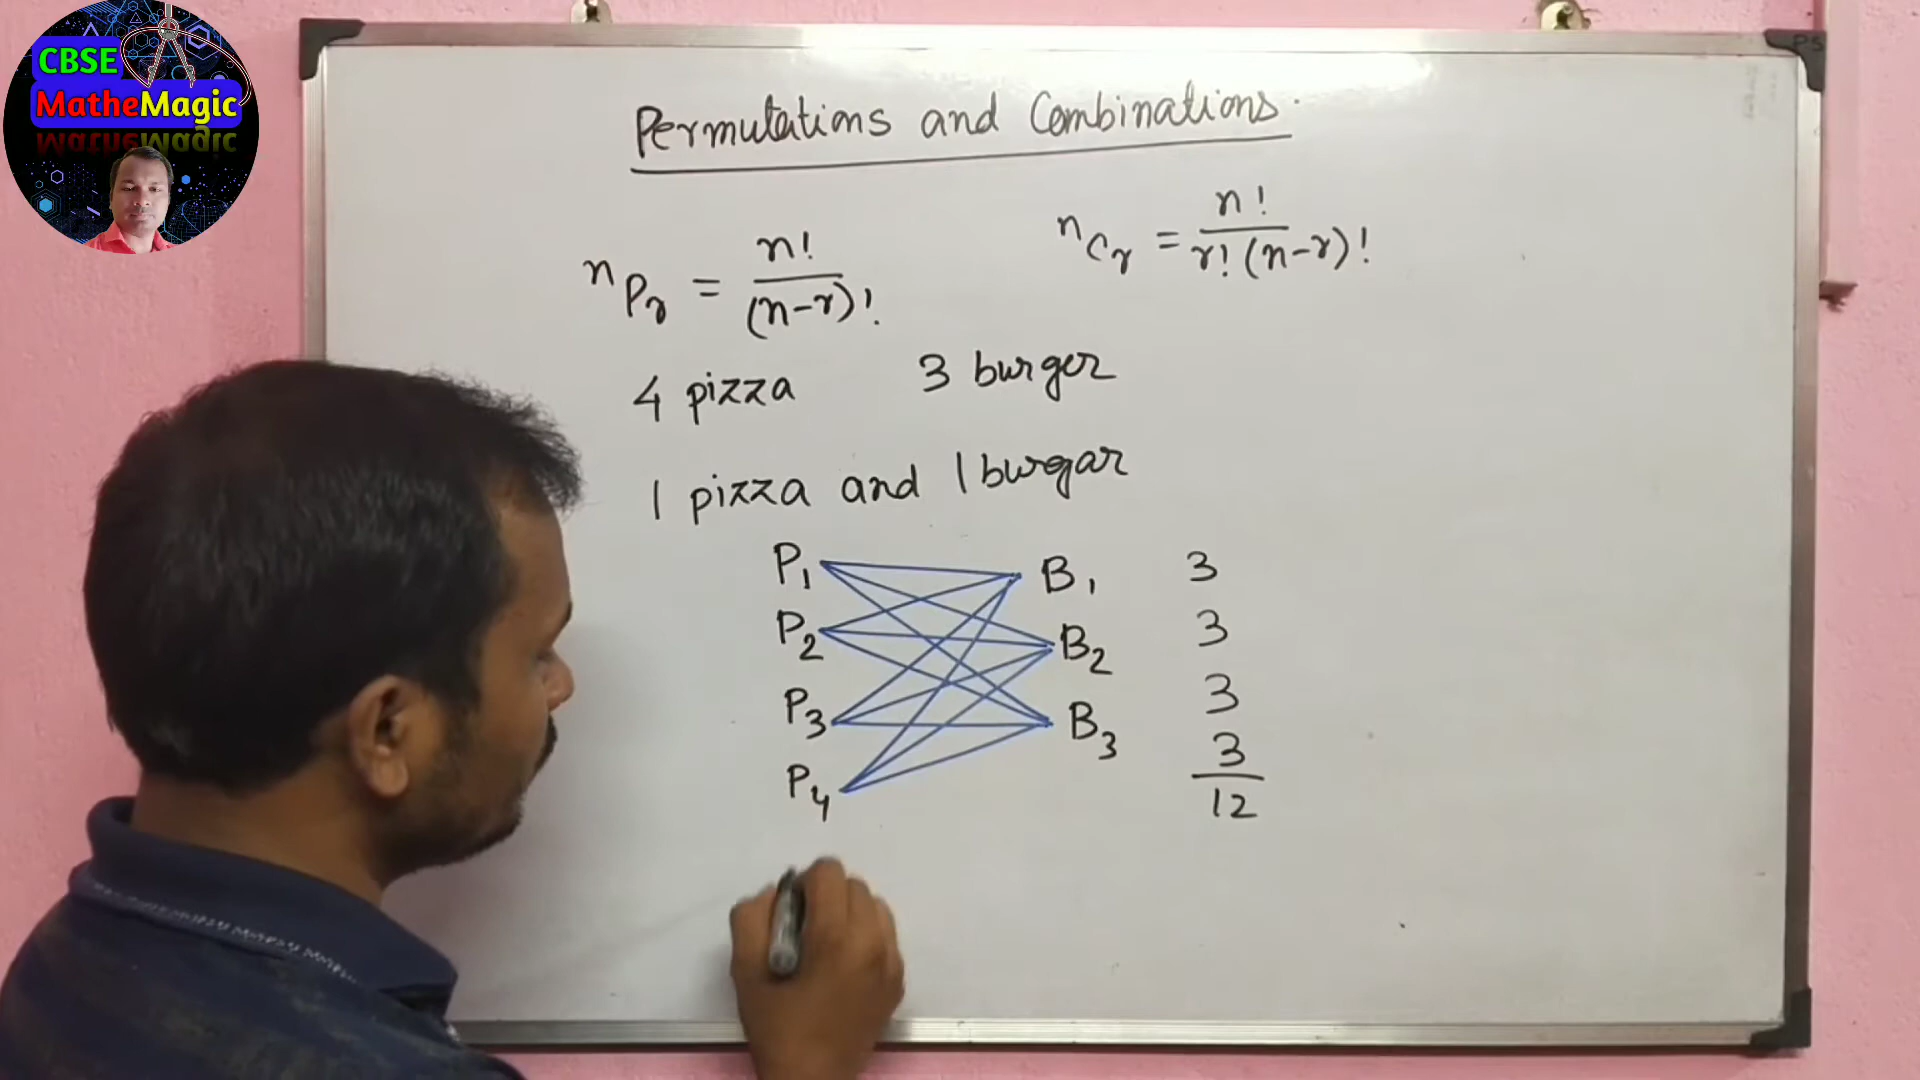 CBSE
MatheMagic
Permutations and Combinations.
nPr = n! / (n-r)!
nCr = n! / r! (n-r)!
4 pizza 3 burger
1 pizza and 1 burgar
P1 B1 3
P2 B2 3
P3 B3 3
P4 3
12